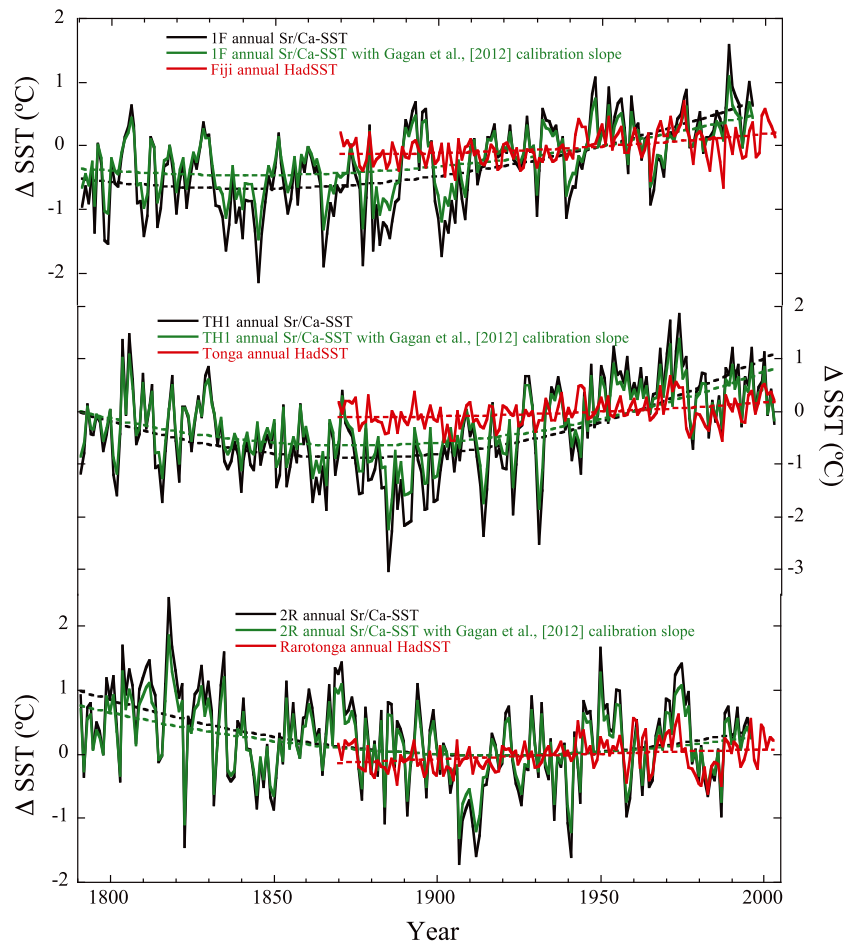 1F annual Sr/Ca-SST
1F annual Sr/Ca-SST with Gagan et al., [2012] calibration slope
Fiji annual HadSST
Δ SST (ºC)
2
1
0
-1
-2
TH1 annual Sr/Ca-SST
TH1 annual Sr/Ca-SST with Gagan et al., [2012] calibration slope
Tonga annual HadSST
Δ SST (ºC)
2
1
0
-1
-2
-3
2R annual Sr/Ca-SST
2R annual Sr/Ca-SST with Gagan et al., [2012] calibration slope
Rarotonga annual HadSST
Δ SST (ºC)
2
1
0
-1
-2
1800 1850 1900 1950 2000
Year